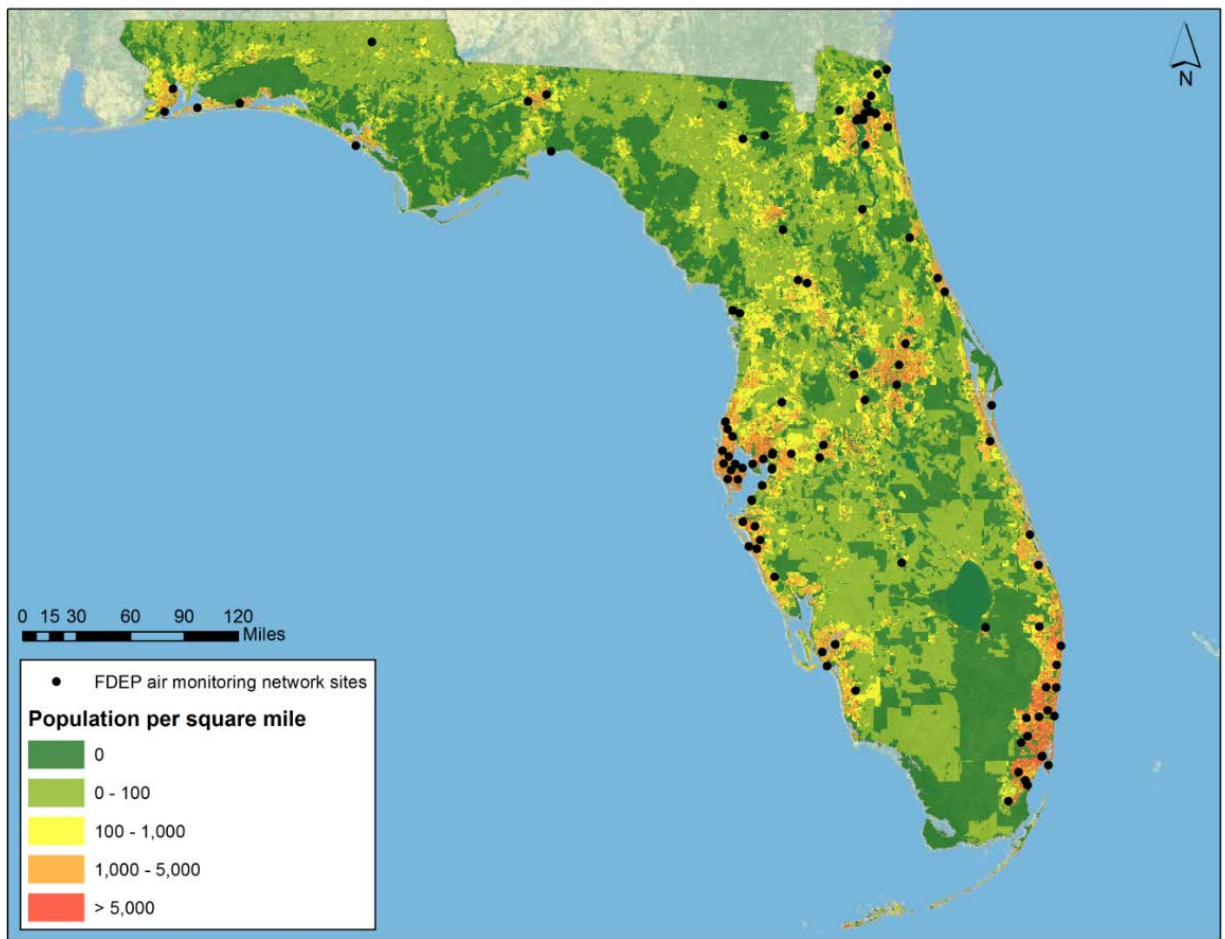 N
0 15 30 60 90 120
Miles
FDEP air monitoring network sites
Population per square mile
0
0 - 100
100 - 1,000
1,000 - 5,000
> 5,000